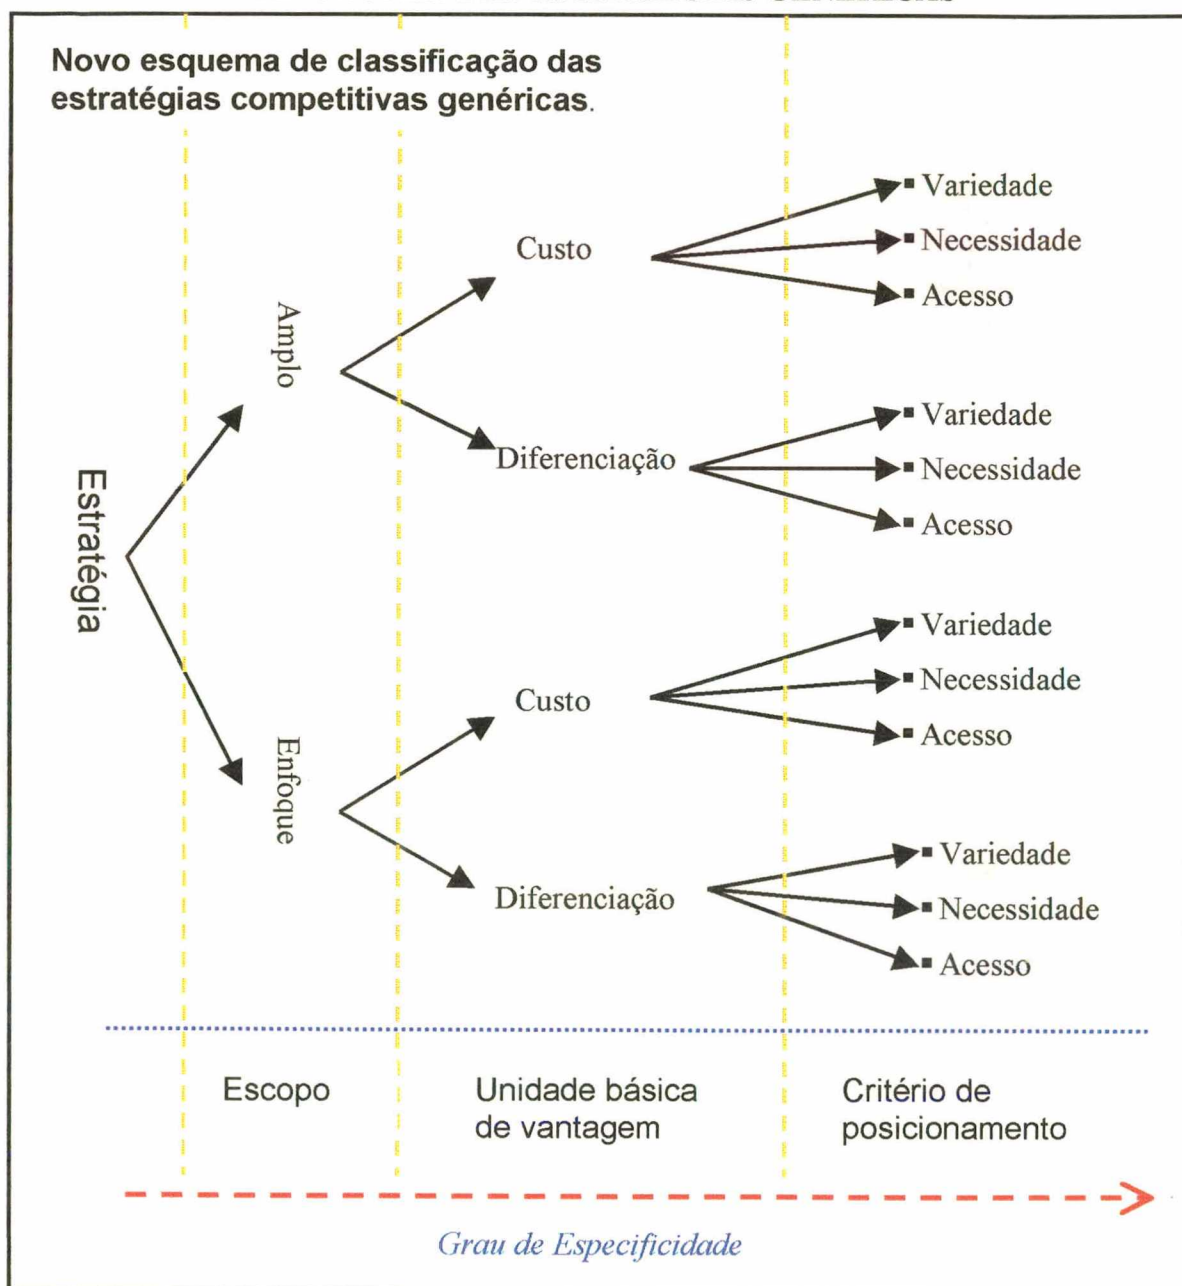 Novo esquema de classificação das
estratégias competitivas genéricas.
Estratégia
Amplo
Custo
▪ Variedade
▪ Necessidade
▪ Acesso
Diferenciação
▪ Variedade
▪ Necessidade
▪ Acesso
Enfoque
Custo
▪ Variedade
▪ Necessidade
▪ Acesso
Diferenciação
▪ Variedade
▪ Necessidade
▪ Acesso
Escopo
Unidade básica
de vantagem
Critério de
posicionamento
Grau de Especificidade